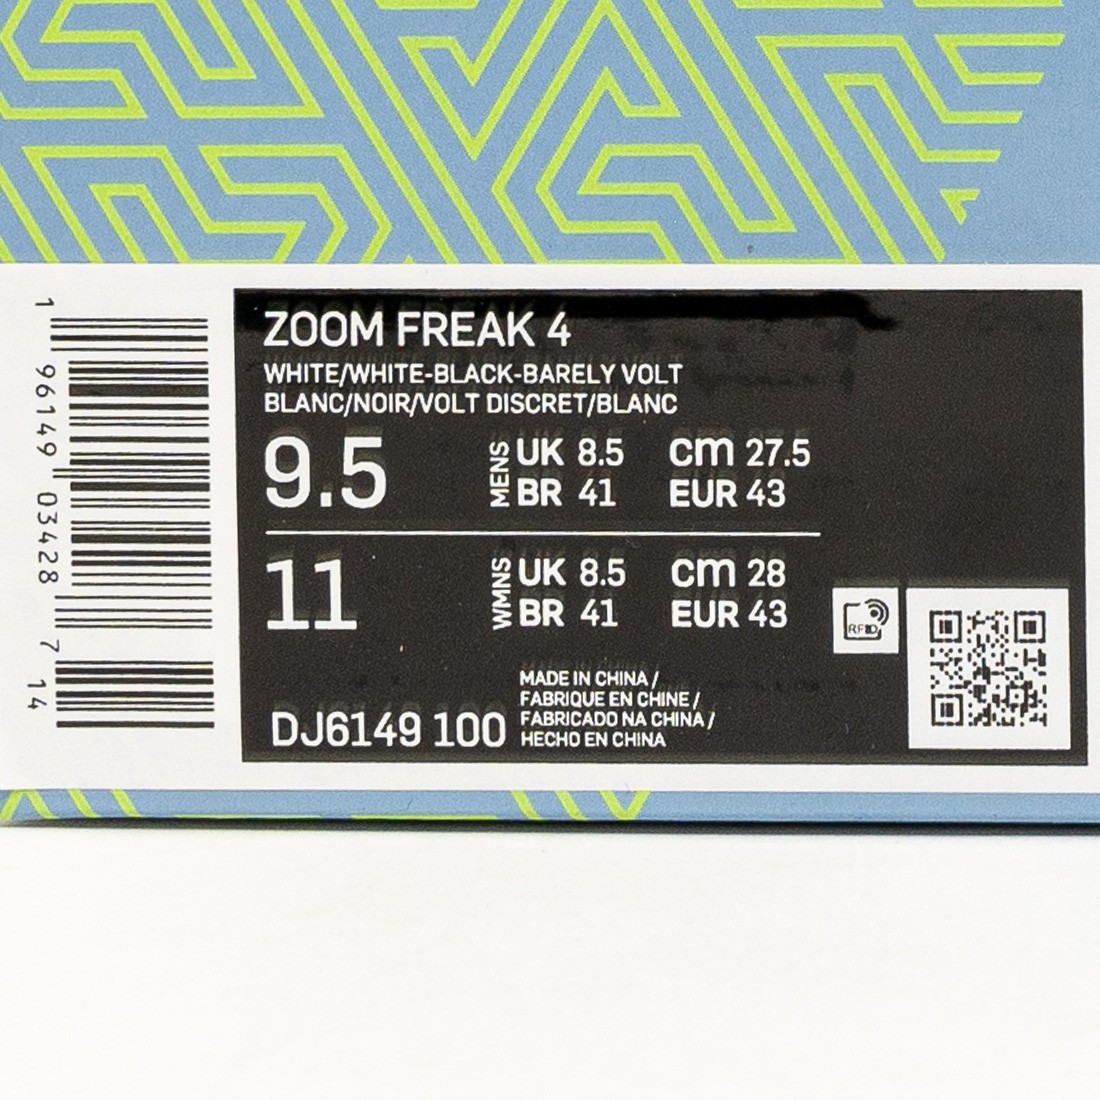 ZOOM FREAK 4
WHITE/WHITE-BLACK-BARELY VOLT
BLANC/NOIR/VOLT DISCRET/BLANC
9.5
MENS
UK 8.5 cm 27.5
BR 41 EUR 43
11
WMNS
UK 8.5 cm 28
BR 41 EUR 43
RFID
MADE IN CHINA /
FABRIQUE EN CHINE /
FABRICADO NA CHINA /
HECHO EN CHINA
DJ6149 100
1 96149 03428 7 14